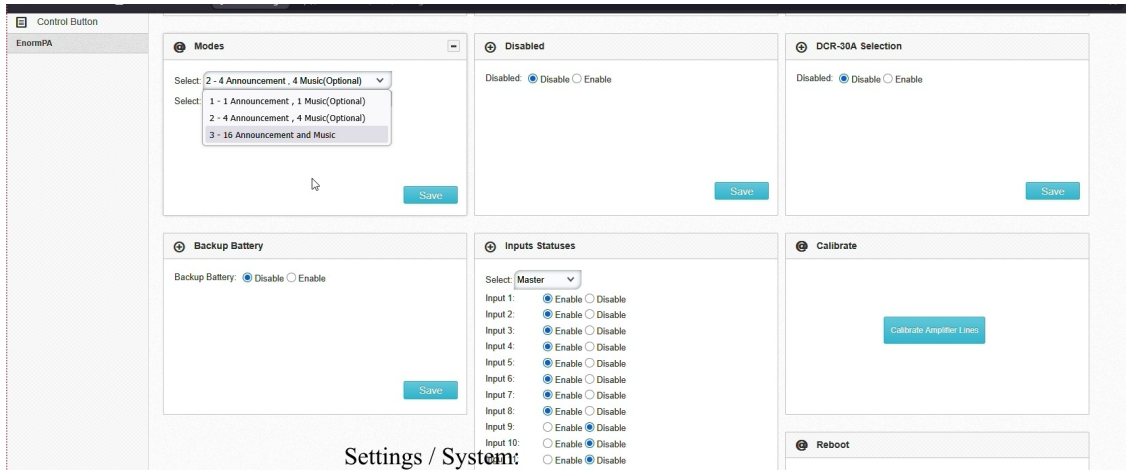 Control Button
EnormPA
Modes
Select: 2 - 4 Announcement , 4 Music(Optional)
Select:
1 - 1 Announcement , 1 Music(Optional)
2 - 4 Announcement , 4 Music(Optional)
3 - 16 Announcement and Music
Save
Disabled
Disabled: Disable Enable
Save
DCR-30A Selection
Disabled: Disable Enable
Save
Backup Battery
Backup Battery: Disable Enable
Save
Inputs Statuses
Select: Master
Input 1: Enable Disable
Input 2: Enable Disable
Input 3: Enable Disable
Input 4: Enable Disable
Input 5: Enable Disable
Input 6: Enable Disable
Input 7: Enable Disable
Input 8: Enable Disable
Input 9: Enable Disable
Input 10: Enable Disable
Enable Disable
Calibrate
Calibrate Amplifier Lines
Reboot
Settings / System: